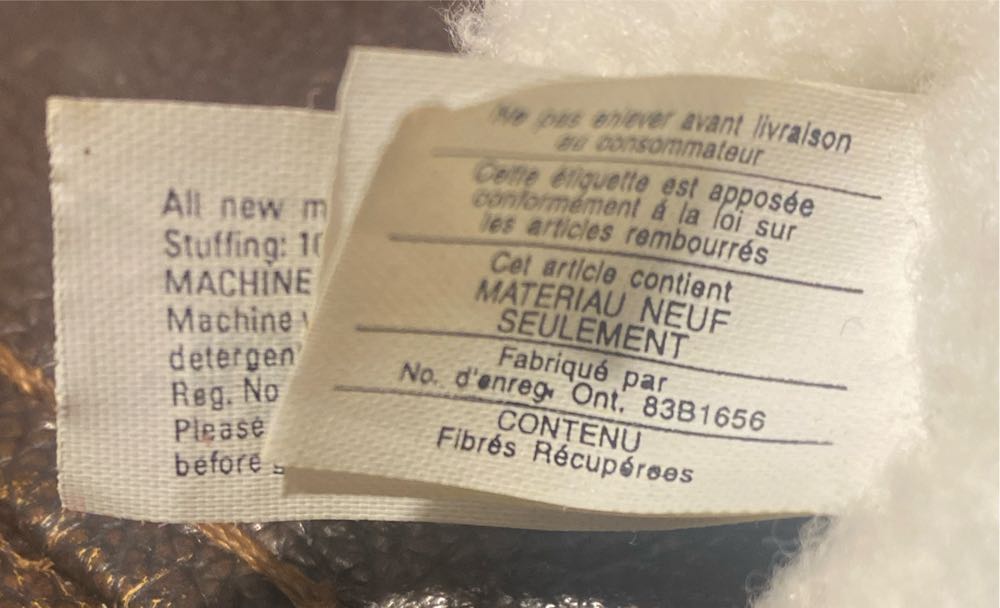 All new m
Stuffing: 10
MACHINE
Machine
detergen
Reg. No
Please
before
Ne pas enlever avant livraison
au consommateur
Cette étiquette est apposée
conformément á la loi sur
les articles rembourrés
Cet article contient
MATERIAU NEUF
SEULEMENT
Fabriqué par
No. d'enreg. Ont. 83B1656
CONTENU
Fibrés Récupérees